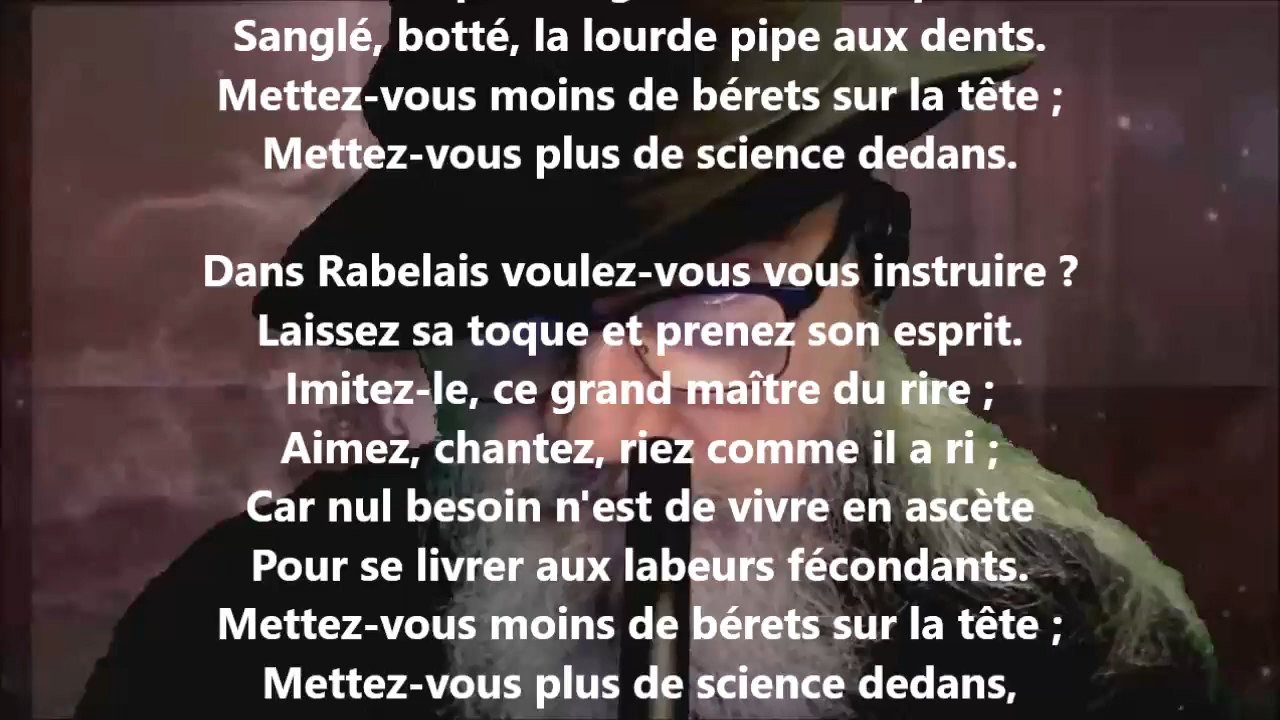 Sanglé, botté, la lourde pipe aux dents.
Mettez-vous moins de bérets sur la tête ;
Mettez-vous plus de science dedans.
Dans Rabelais voulez-vous vous instruire ?
Laissez sa toque et prenez son esprit.
Imitez-le, ce grand maître du rire ;
Aimez, chantez, riez comme il a ri ;
Car nul besoin n'est de vivre en ascète
Pour se livrer aux labeurs fécondants.
Mettez-vous moins de bérets sur la tête ;
Mettez-vous plus de science dedans,